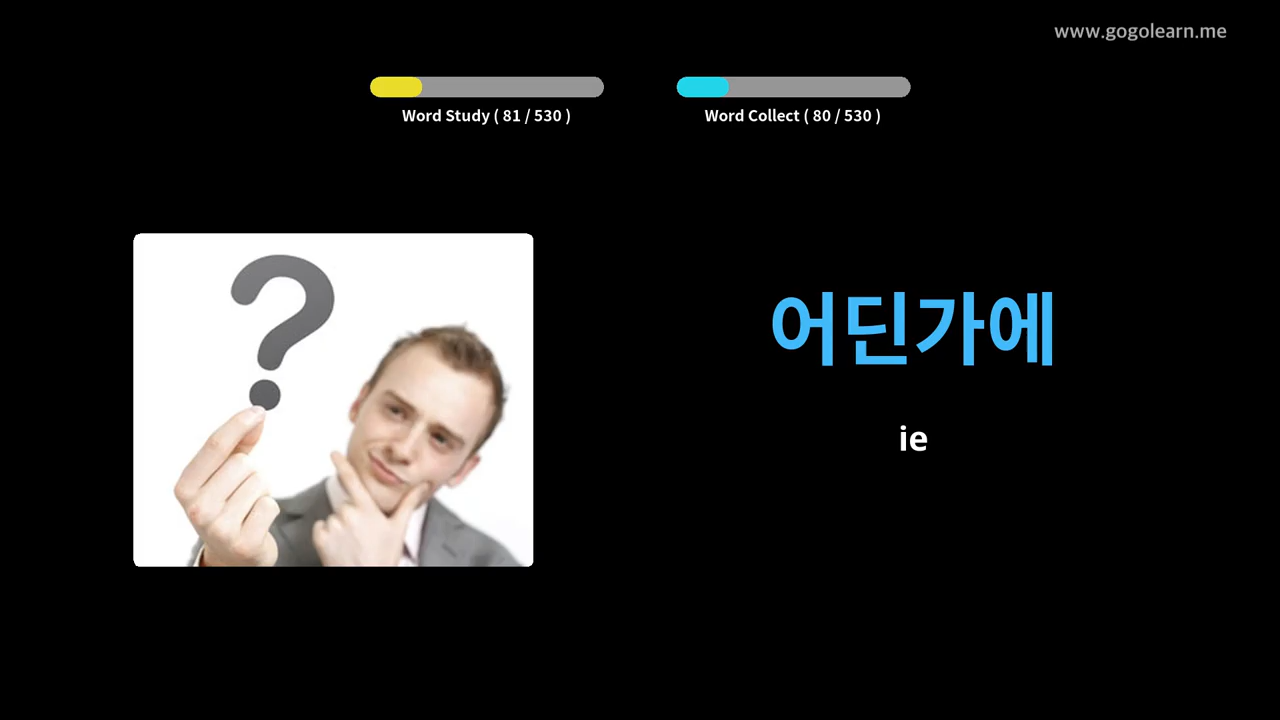 www.gogolearn.me
Word Study ( 81 / 530 )
Word Collect ( 80 / 530 )
?
어딘가에
ie